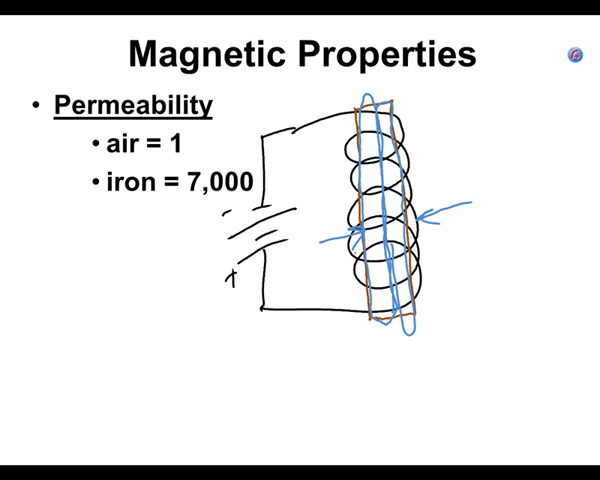 Magnetic Properties
• Permeability
• air = 1
• iron = 7,000
-
+